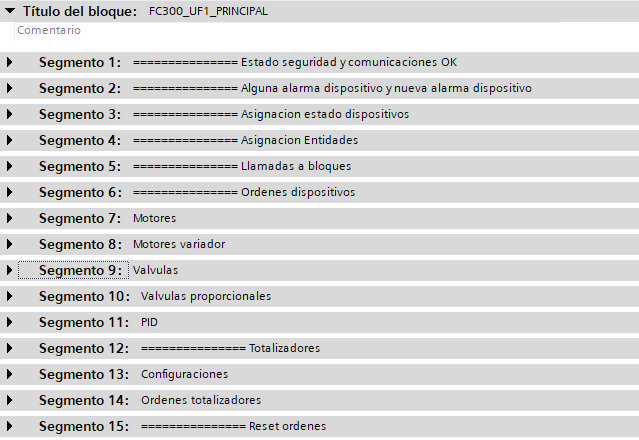 Título del bloque: FC300_UF1_PRINCIPAL
Comentario
Segmento 1: =============== Estado seguridad y comunicaciones OK
Segmento 2: =============== Alguna alarma dispotivo y nueva alarma dispotivo
Segmento 3: =============== Asignacion estado dispotivos
Segmento 4: =============== Asignacion Entidades
Segmento 5: =============== Llamadas a bloques
Segmento 6: =============== Ordenes dispositivos
Segmento 7: Motores
Segmento 8: Motores variador
Segmento 9: Valvulas
Segmento 10: Valvulas proporcionales
Segmento 11: PID
Segmento 12: =============== Totalizadores
Segmento 13: Configuraciones
Segmento 14: Ordenes totalizadores
Segmento 15: =============== Reset ordenes